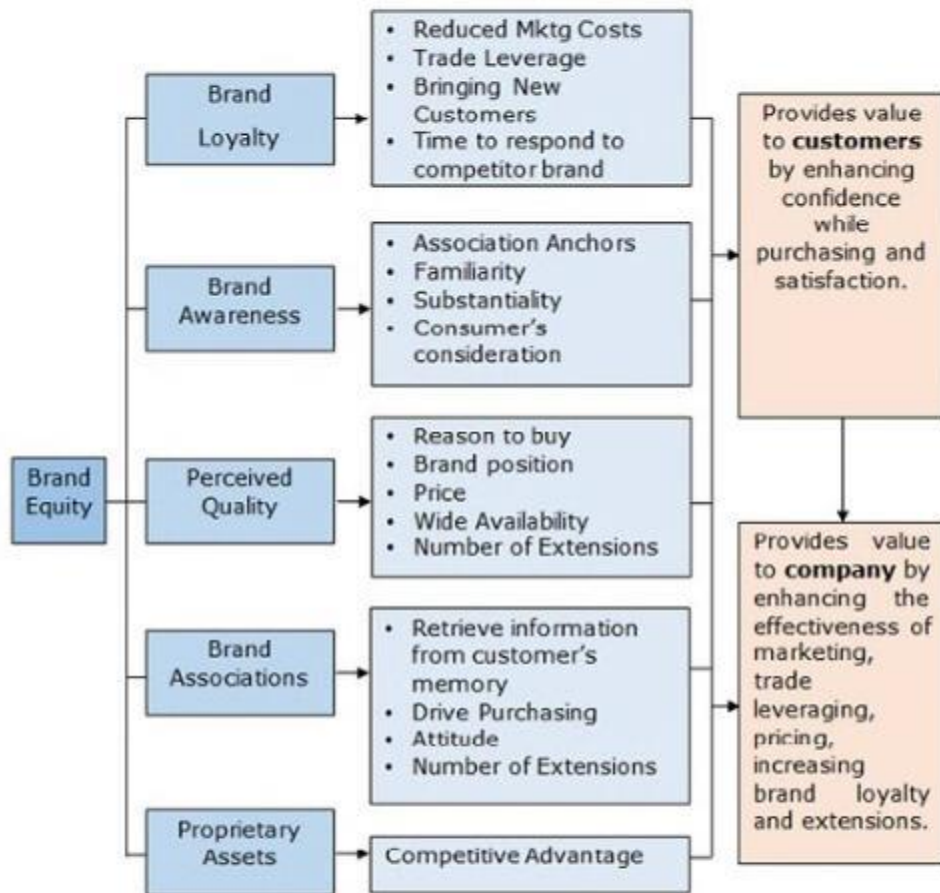 Brand
Equity
Brand
Loyalty
• Reduced Mktg Costs
• Trade Leverage
• Bringing New
Customers
• Time to respond to
competitor brand
Brand
Awareness
• Association Anchors
• Familiarity
• Substantiality
• Consumer's
consideration
Perceived
Quality
• Reason to buy
• Brand position
• Price
• Wide Availability
• Number of Extensions
Brand
Associations
• Retrieve information
from customer's
memory
• Drive Purchasing
• Attitude
• Number of Extensions
Proprietary
Assets
Competitive Advantage
Provides value
to customers
by enhancing
confidence
while
purchasing and
satisfaction.
Provides value
to company by
enhancing the
effectiveness of
marketing,
trade
leveraging,
pricing,
increasing
brand loyalty
and extensions.